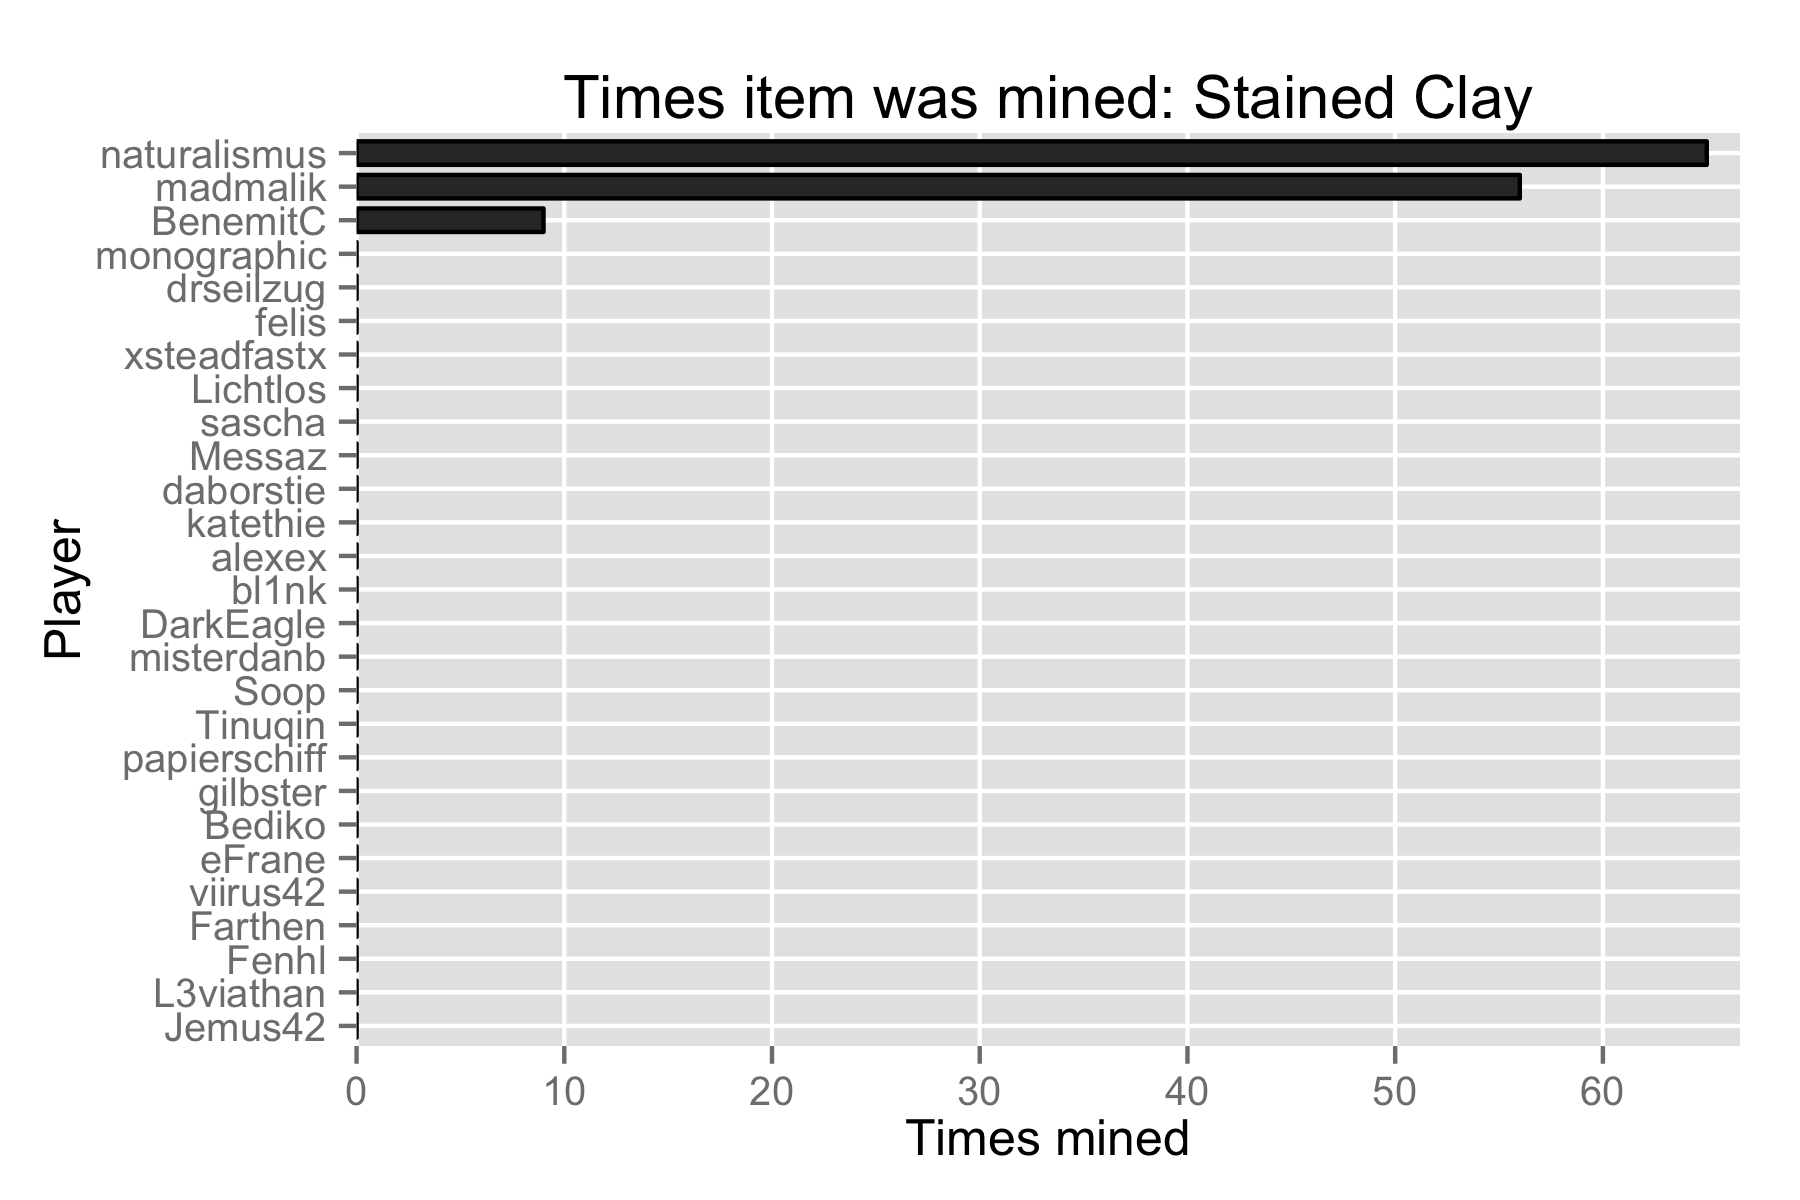 Times item was mined: Stained Clay
naturalismus
madmalik
BenemitC
monographic
drseilzug
felis
xsteadfastx
Lichtlos
sascha
Messaz
daborstie
katethie
alexex
bl1nk
DarkEagle
misterdanb
Soop
Tinuqin
papierschiff
gilbster
Bediko
eFrane
viirus42
Farthen
Fenhl
L3viathan
Jemus42
Player
0 10 20 30 40 50 60
Times mined